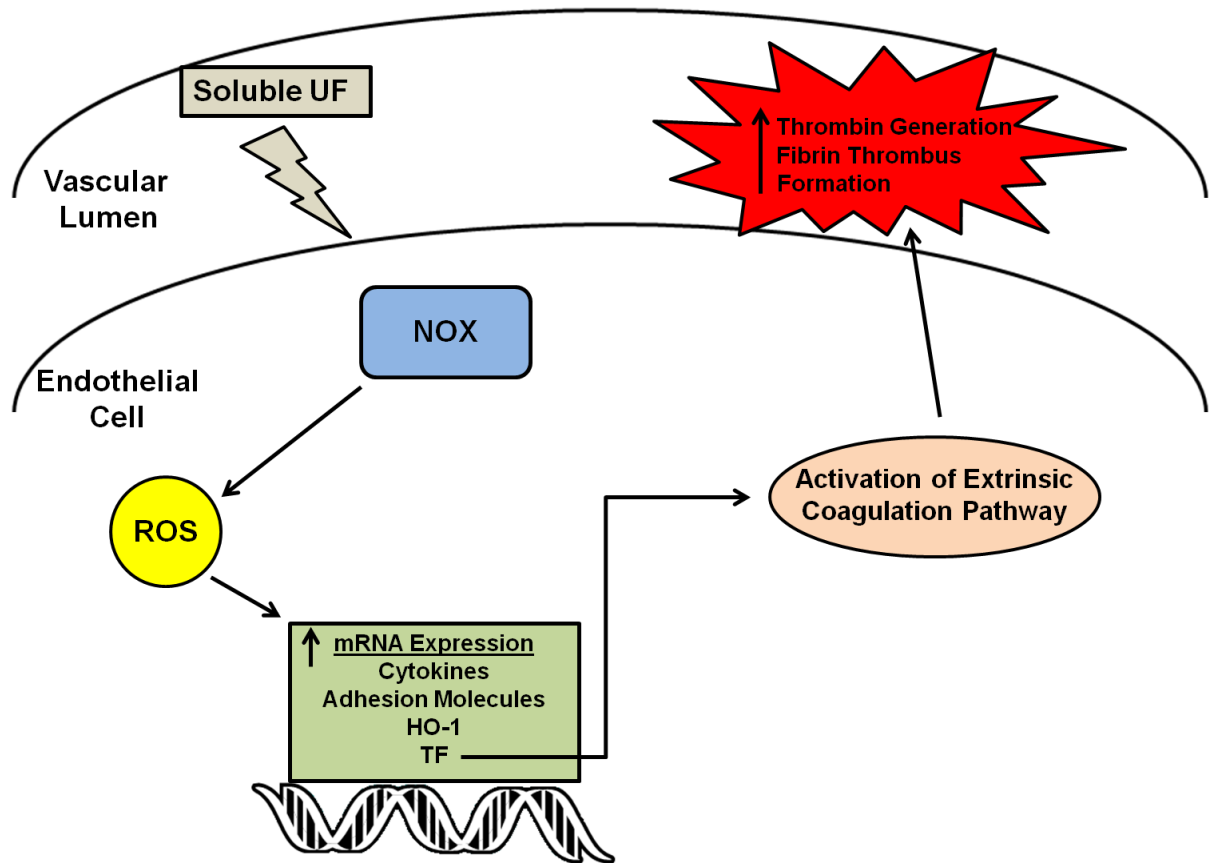 Soluble UF
Vascular
Lumen
Thrombin Generation
Fibrin Thrombus
Formation
NOX
Endothelial
Cell
ROS
Activation of Extrinsic
Coagulation Pathway
mRNA Expression
Cytokines
Adhesion Molecules
HO-1
TF